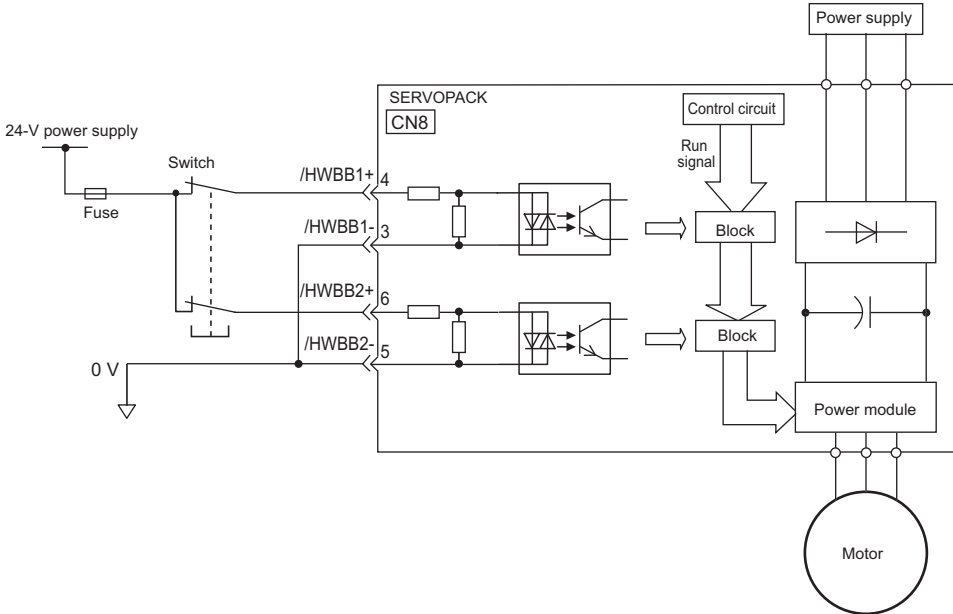 Power supply
SERVOPACK
CN8
Control circuit
24-V power supply
Switch
Fuse
/HWBB1+
4
/HWBB1-
3
Run
signal
Block
/HWBB2+
6
/HWBB2-
5
Block
0 V
Power module
Motor